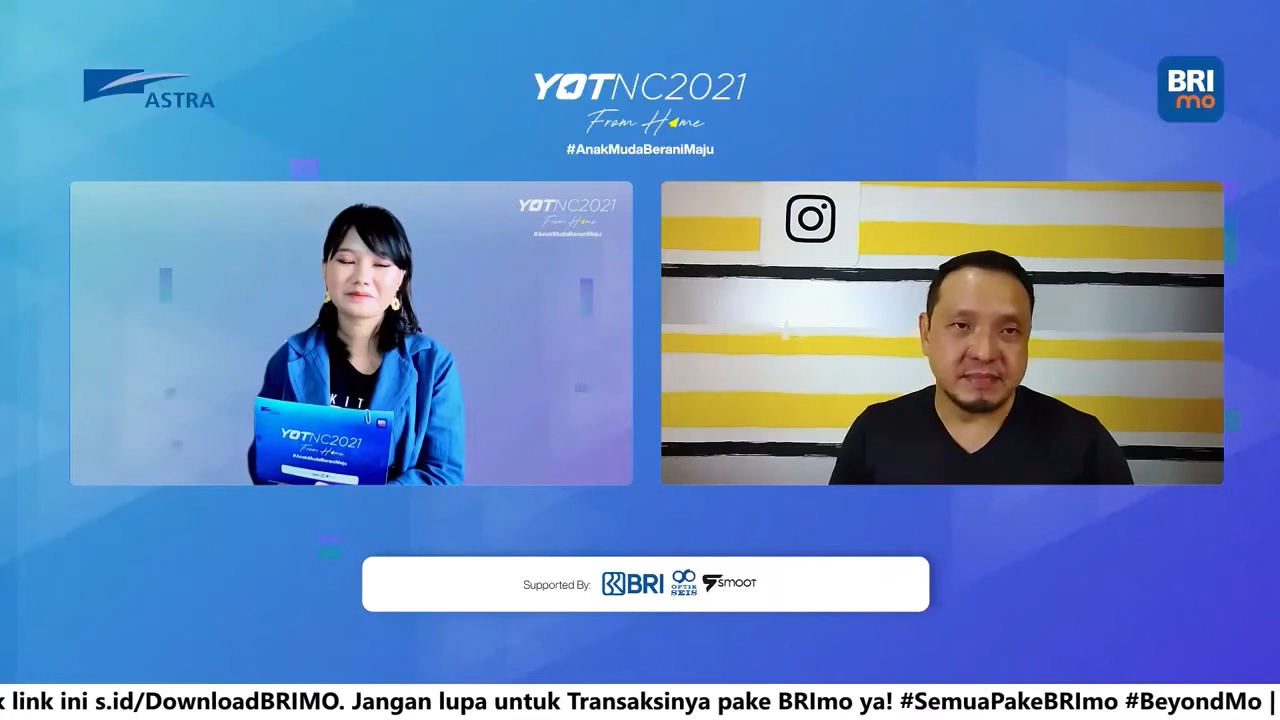 ASTRA
YOTNC2021
From Home
#AnakMudaBeraniMaju
BRI
mo
YOTNC2021
From Home
#AnakMudaBeraniMaju
KIT
YOTNC2021
From Home
#AnakMudaBeraniMaju
Supported By:
BRI
OPTIK
SEIS
SMOOT
link ini s.id/DownloadBRIMO. Jangan lupa untuk Transaksinya pake BRImo ya! #SemuaPakeBRImo #BeyondMo |